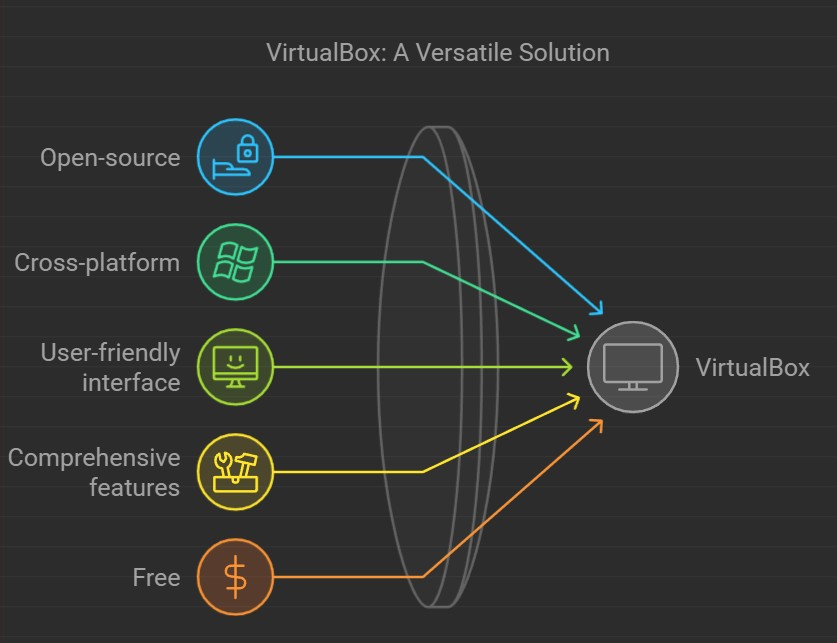 VirtualBox: A Versatile Solution
Open-source
Cross-platform
User-friendly
interface
Comprehensive
features
Free
VirtualBox